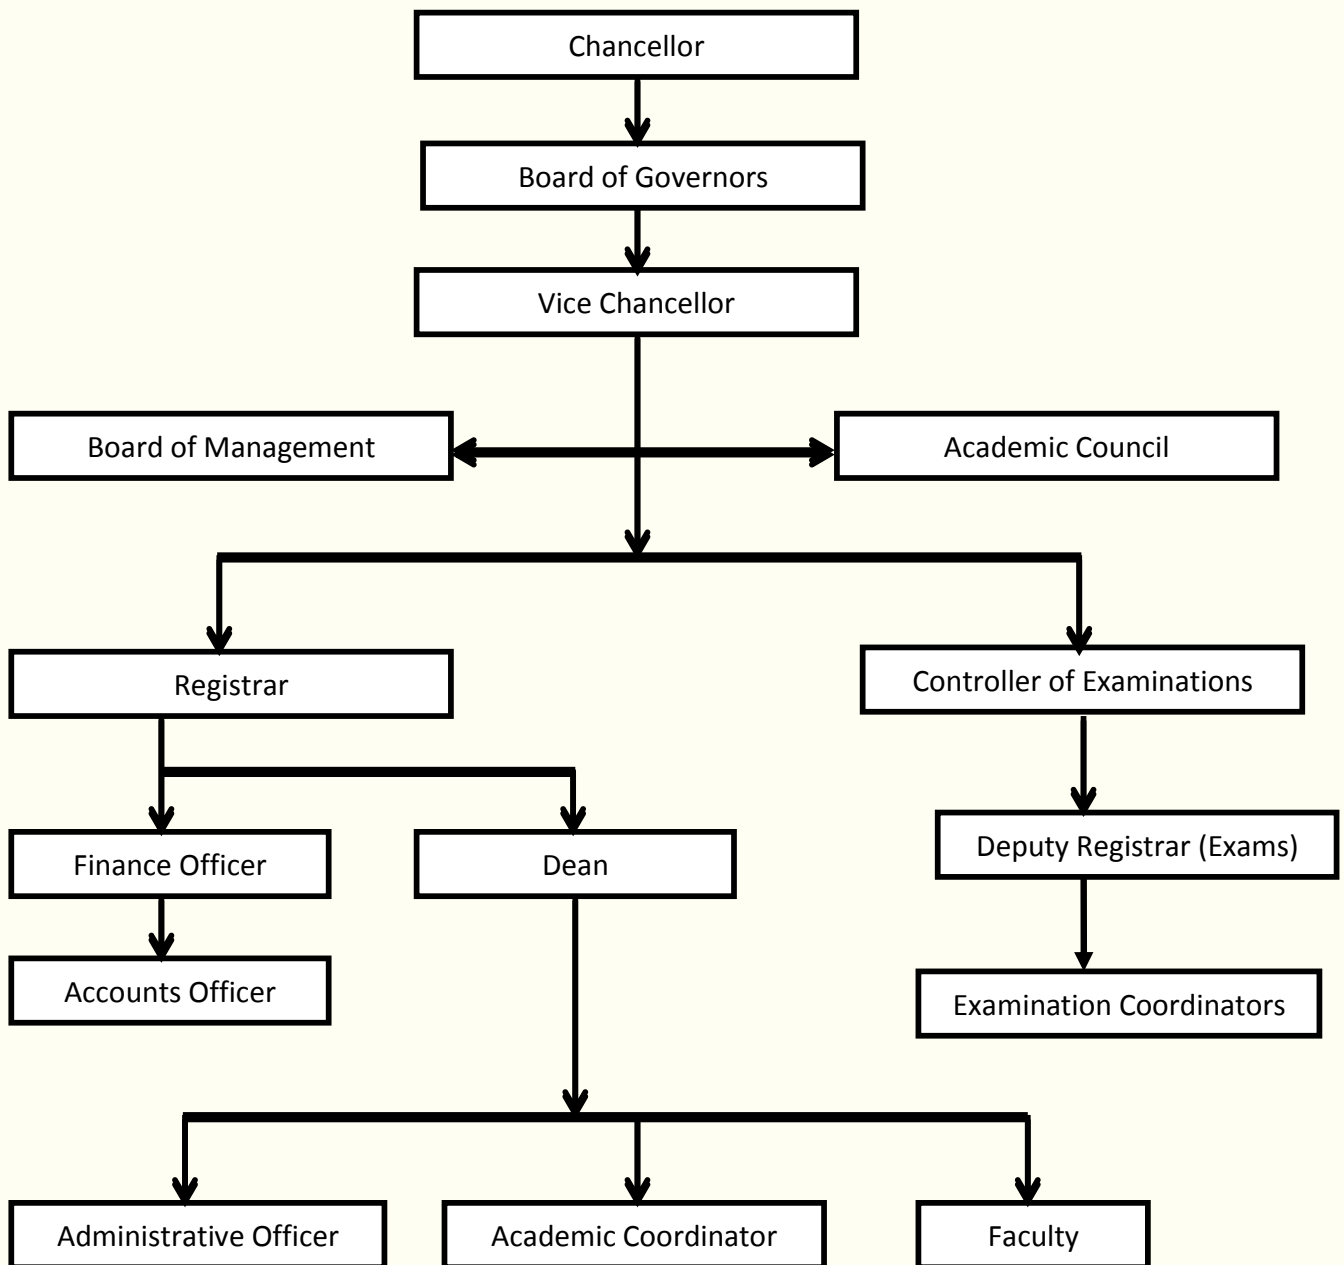 Chancellor
Board of Governors
Vice Chancellor
Board of Management
Academic Council
Registrar
Controller of Examinations
Finance Officer
Dean
Deputy Registrar (Exams)
Accounts Officer
Examination Coordinators
Administrative Officer
Academic Coordinator
Faculty